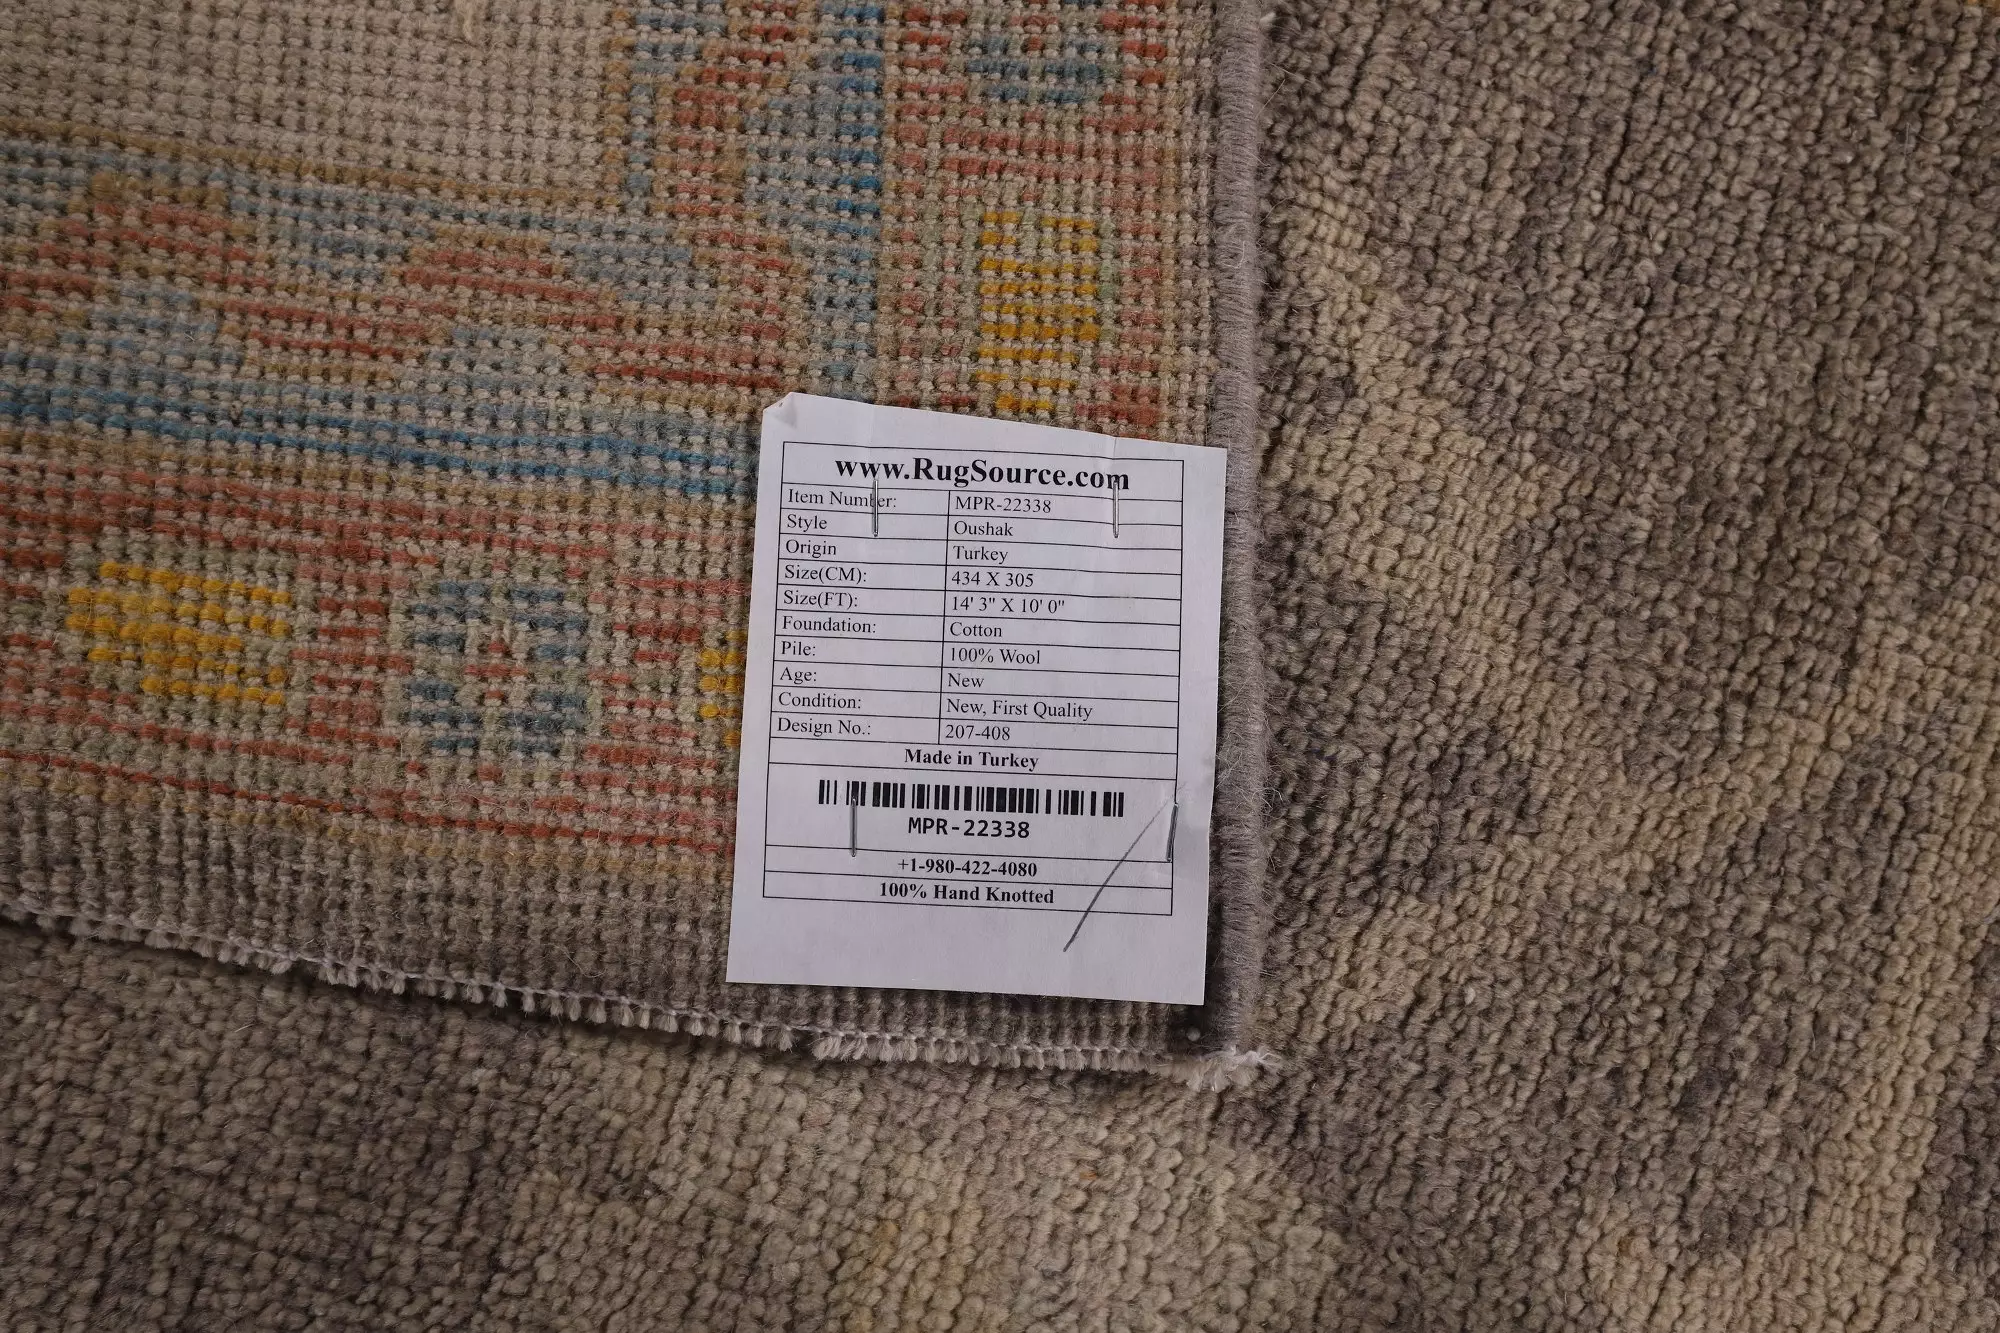 www.RugSource.com
Item Number: MPR-22338
Style Oushak
Origin Turkey
Size(CM): 434 X 305
Size(FT): 14' 3" X 10' 0"
Foundation: Cotton
Pile: 100% Wool
Age: New
Condition: New, First Quality
Design No.: 207-408
Made in Turkey
MPR-22338
+1-980-422-4080
100% Hand Knotted